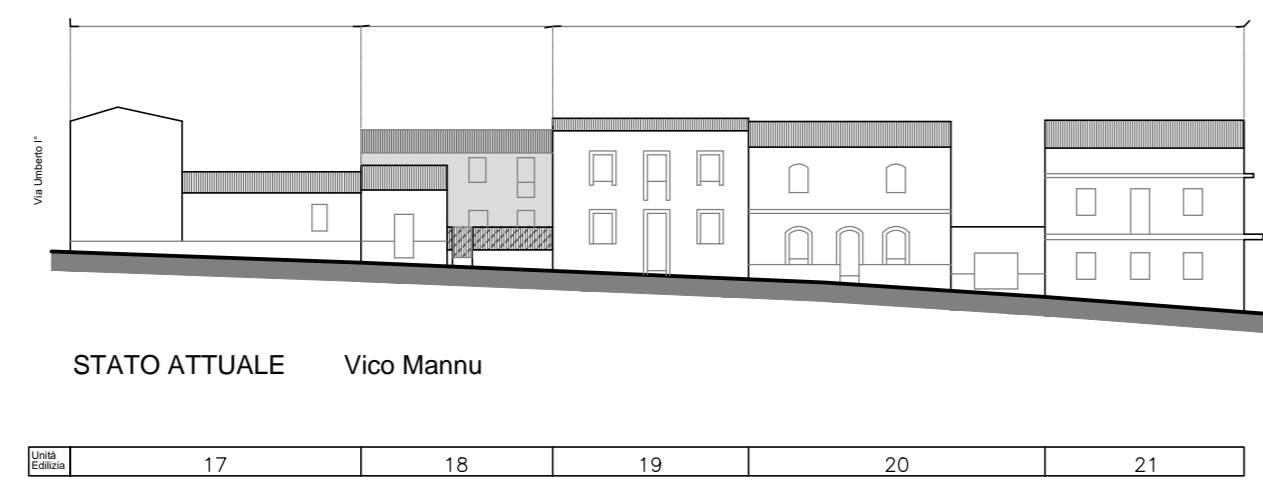 Via Umberto I°
STATO ATTUALE Vico Mannu
Unità
Edilizia
17 18 19 20 21